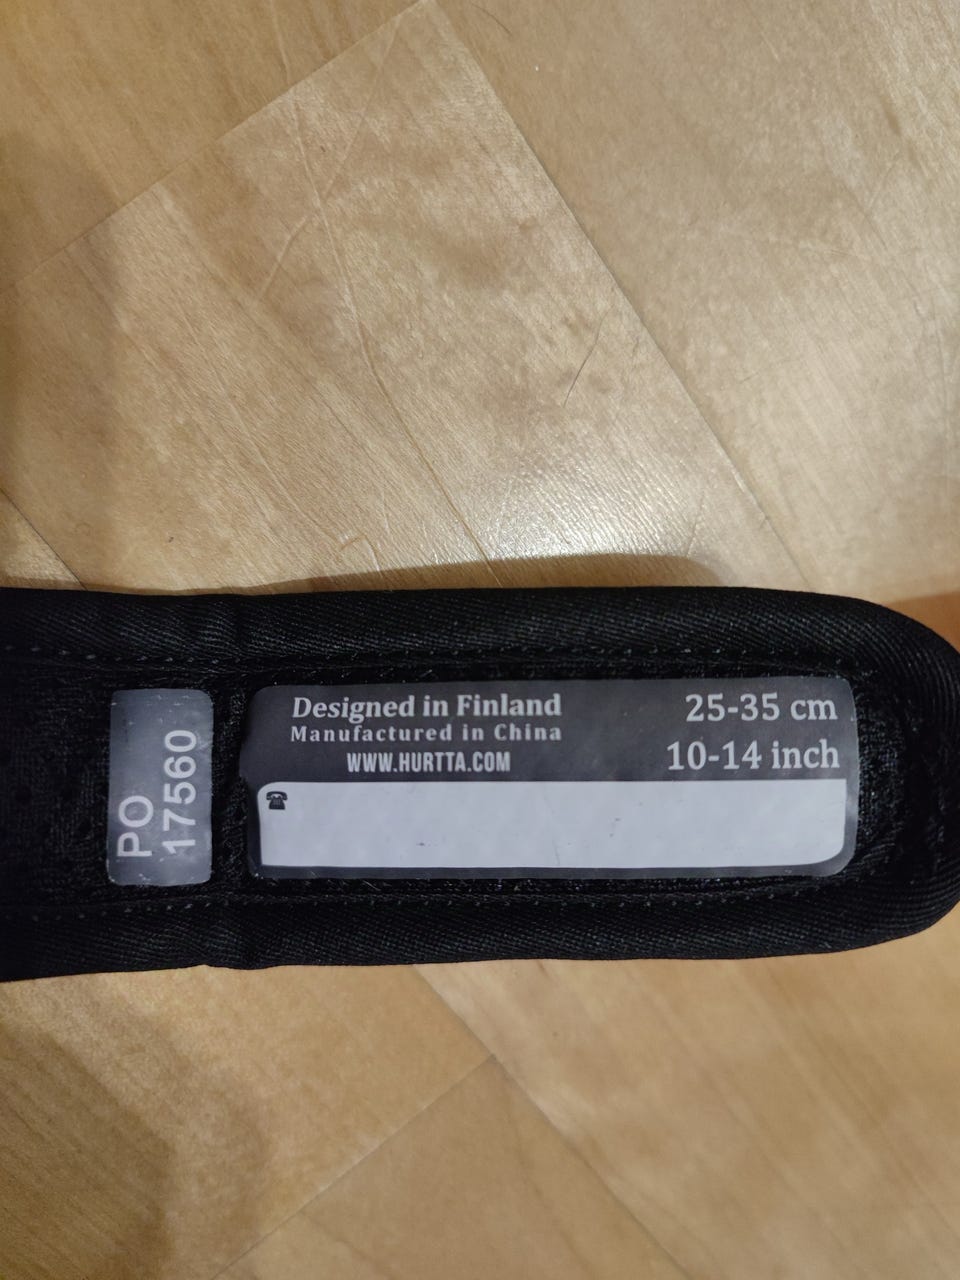 PO
17560
Designed in Finland
Manufactured in China
WWW.HURTTA.COM
25-35 cm
10-14 inch